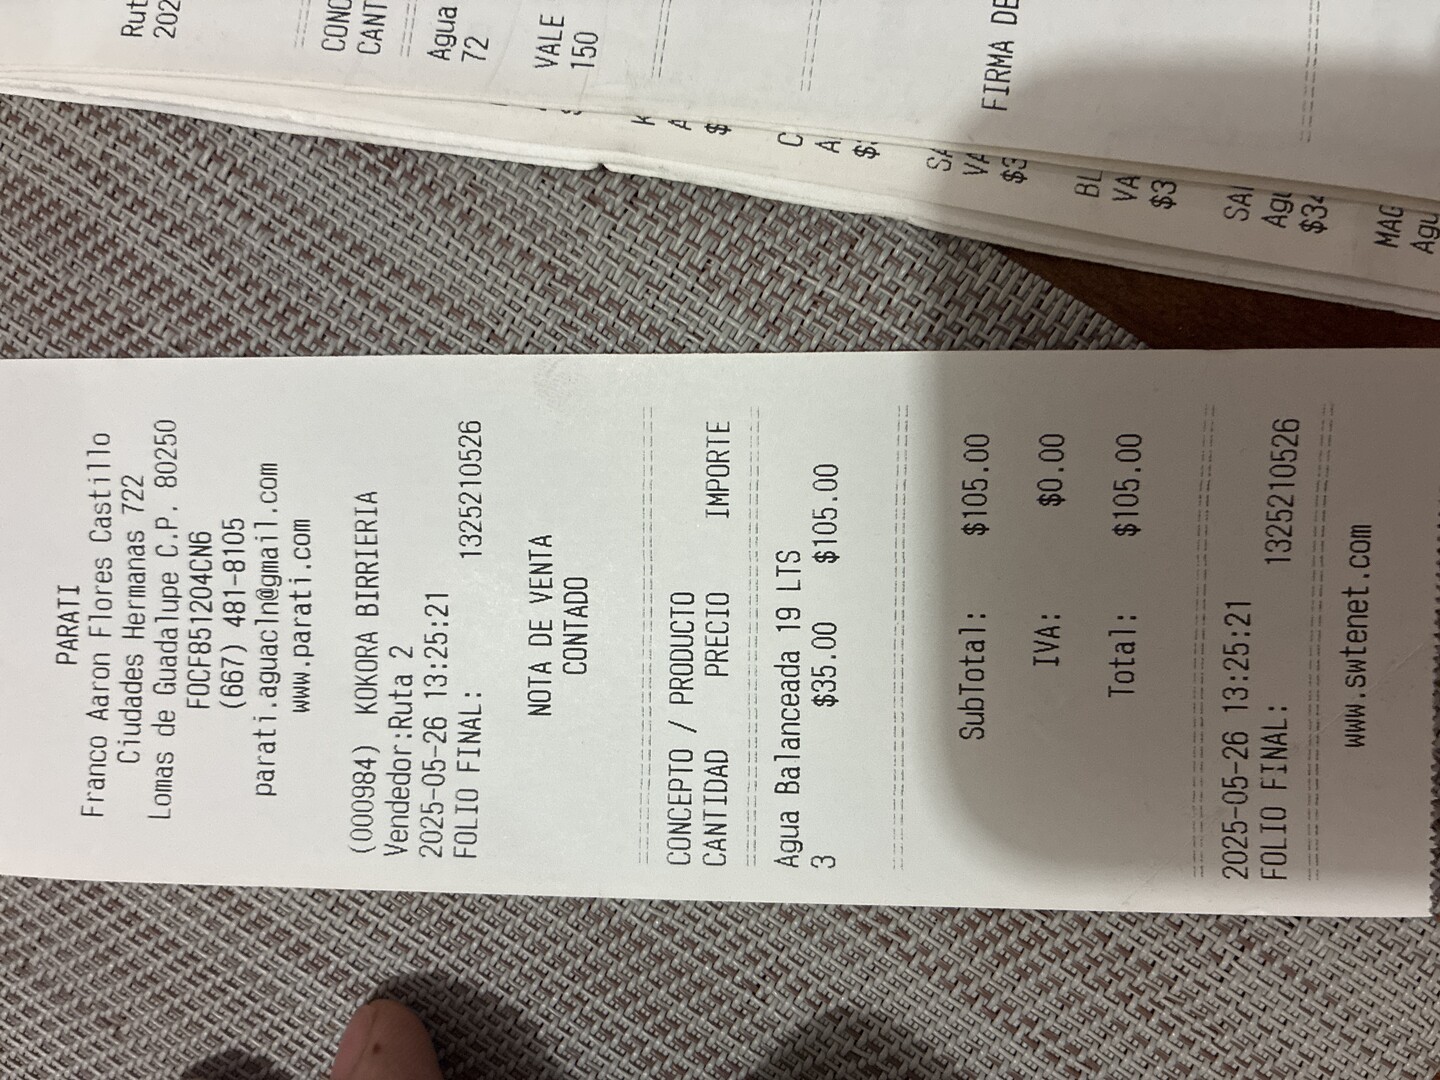 PARATI
Franco Aaron Flores Castillo
Ciudades Hermanas 722
Lomas de Guadalupe C.P. 80250
FOCF851204CN6
(667) 481-8105
parati.aguacln@gmail.com
www.parati.com
(000984) KOKORA BIRRIERIA
Vendedor:Ruta 2
2025-05-26 13:25:21
FOLIO FINAL: 1325210526
NOTA DE VENTA
CONTADO
CONCEPTO / PRODUCTO
CANTIDAD PRECIO IMPORTE
Agua Balanceada 19 LTS
3 $35.00 $105.00
SubTotal: $105.00
IVA: $0.00
Total: $105.00
2025-05-26 13:25:21
FOLIO FINAL: 1325210526
www.swtenet.com
Agua
72
VALE
150
FIRMA DE